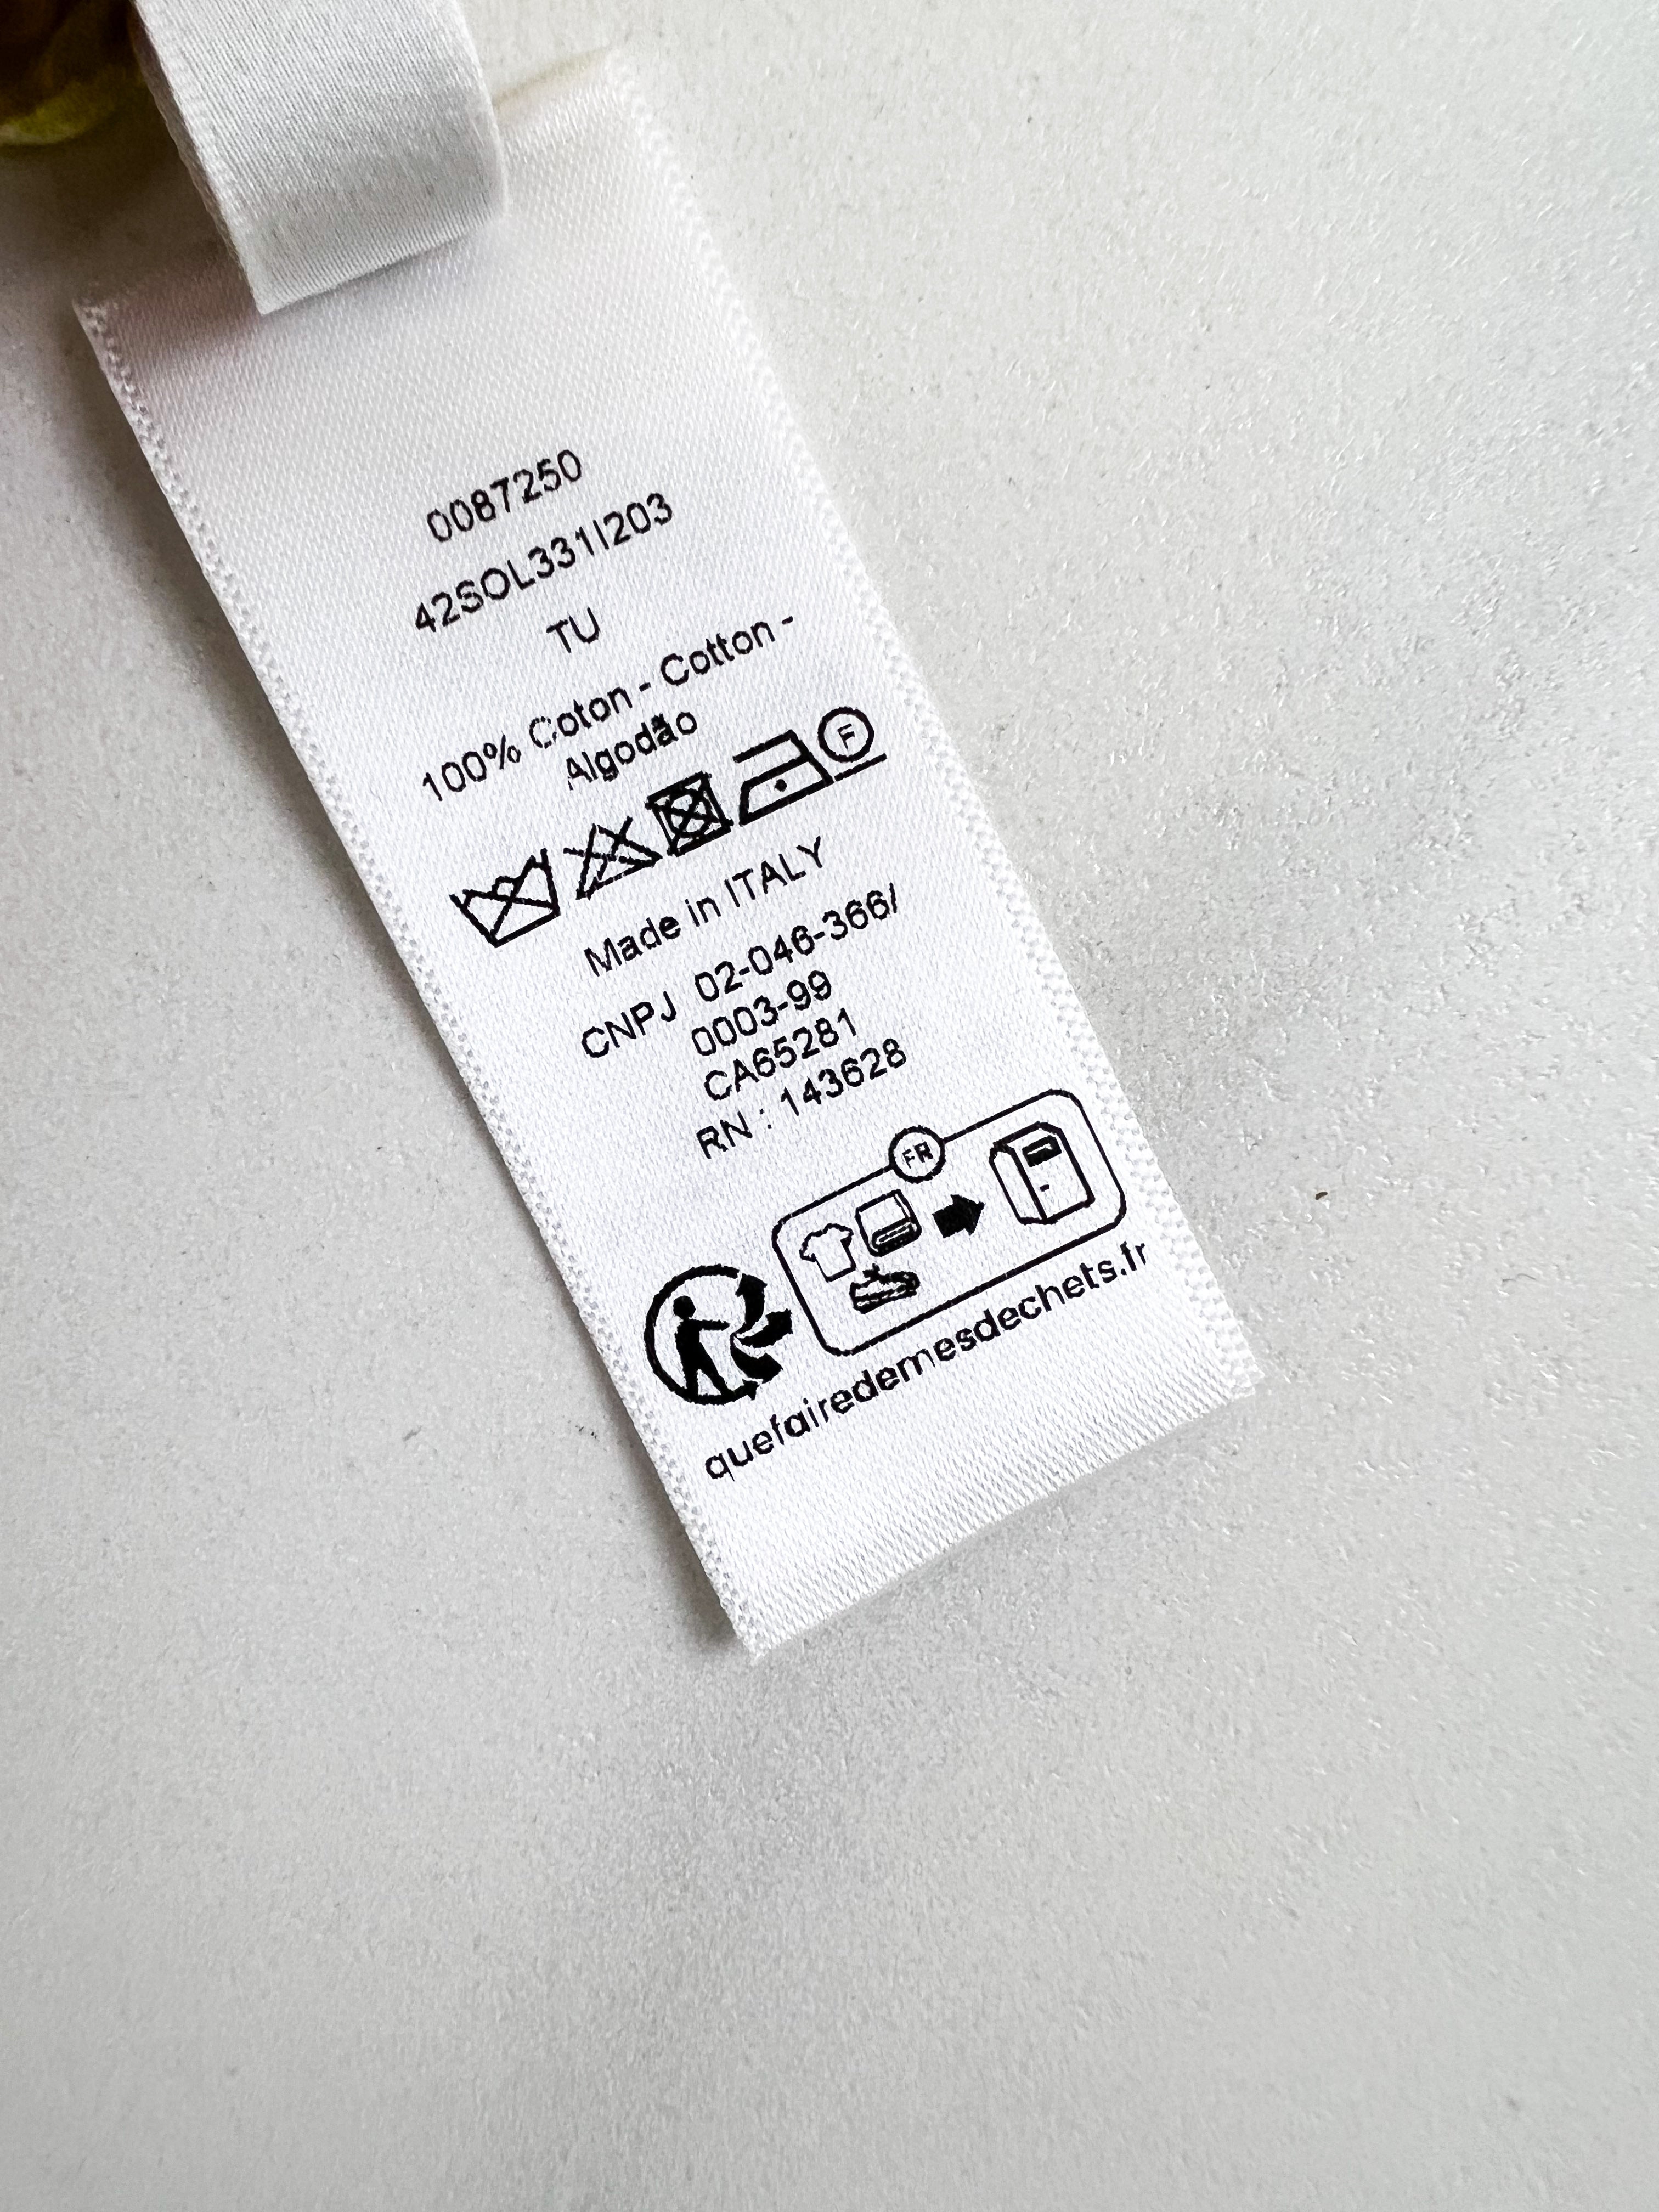 0087250
42SOL331I203
TU
100% Coton - Cotton -
Algodão
F
Made in ITALY
CNPJ 02-046-366/
0003-99
CA65281
RN : 143628
FR
quefairedemesdechets.fr